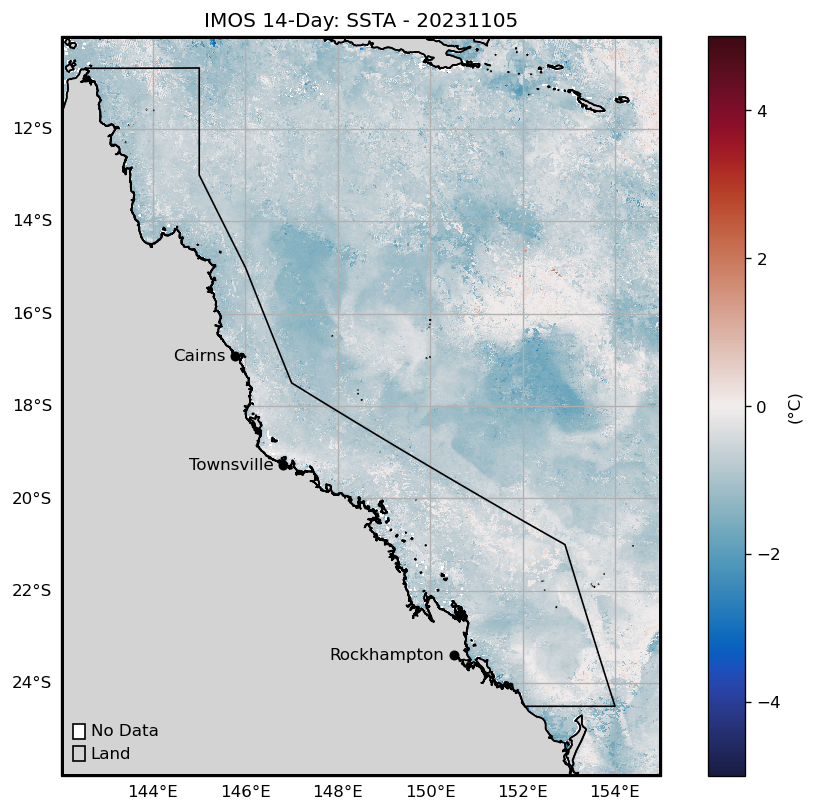 IMOS 14-Day: SSTA - 20231105
12°S
14°S
16°S
18°S
20°S
22°S
24°S
Cairns
Townsville
Rockhampton
No Data
Land
144°E 146°E 148°E 150°E 152°E 154°E
4
2
0
−2
−4
(°C)